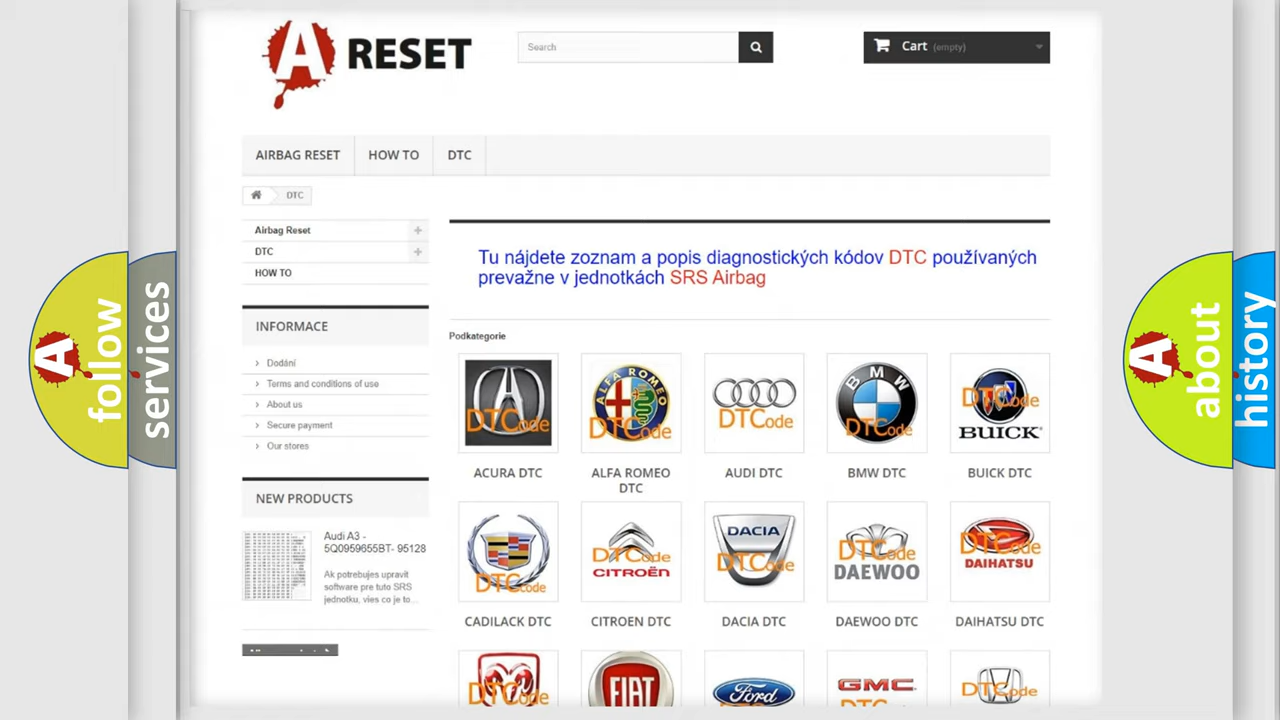 A RESET
Search
Cart (empty)
AIRBAG RESET
HOW TO
DTC
DTC
Airbag Reset
DTC
HOW TO
Tu nájdete zoznam a popis diagnostických kódov DTC používaných
prevažne v jednotkách SRS Airbag
INFORMACE
Dodání
Terms and conditions of use
About us
Secure payment
Our stores
NEW PRODUCTS
Audi A3 -
5Q0959655BT- 95128
Ak potrebujes upravit
software pre tuto SRS
jednotku, vies co je to...
Podkategorie
DTCode
ALFA ROMEO
DTCode
DTCode
BMW
DTCode
DTCode
BUICK
ACURA DTC
ALFA ROMEO
DTC
AUDI DTC
BMW DTC
BUICK DTC
DTCode
DTCode
CITROËN
DACIA
DTCode
DTCode
DAEWOO
DTCode
DAIHATSU
CADILACK DTC
CITROEN DTC
DACIA DTC
DAEWOO DTC
DAIHATSU DTC
DTCode
FIAT
Ford
GMC
DTCode
A follow
services
A about
history